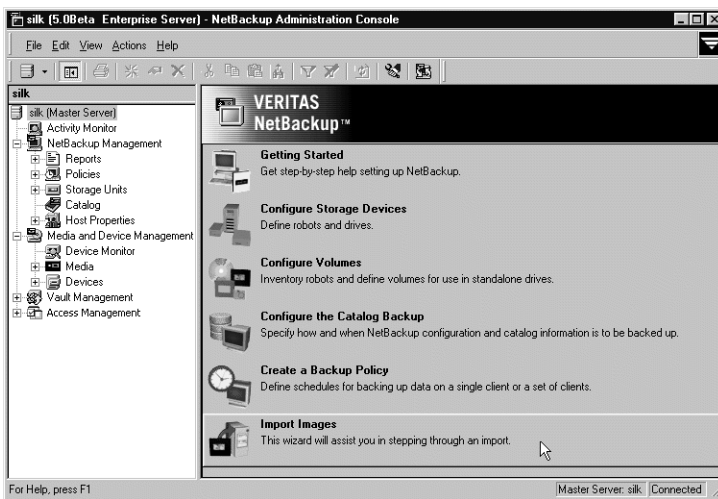 silk (5.0Beta Enterprise Server) - NetBackup Administration Console
File Edit View Actions Help
silk
silk (Master Server)
Activity Monitor
NetBackup Management
Reports
Policies
Storage Units
Catalog
Host Properties
Media and Device Management
Device Monitor
Media
Devices
Vault Management
Access Management
VERITAS
NetBackup™
Getting Started
Get step-by-step help setting up NetBackup.
Configure Storage Devices
Define robots and drives.
Configure Volumes
Inventory robots and define volumes for use in standalone drives.
Configure the Catalog Backup
Specify how and when NetBackup configuration and catalog information is to be backed up.
Create a Backup Policy
Define schedules for backing up data on a single client or a set of clients.
Import Images
This wizard will assist you in stepping through an import.
For Help, press F1
Master Server: silk
Connected